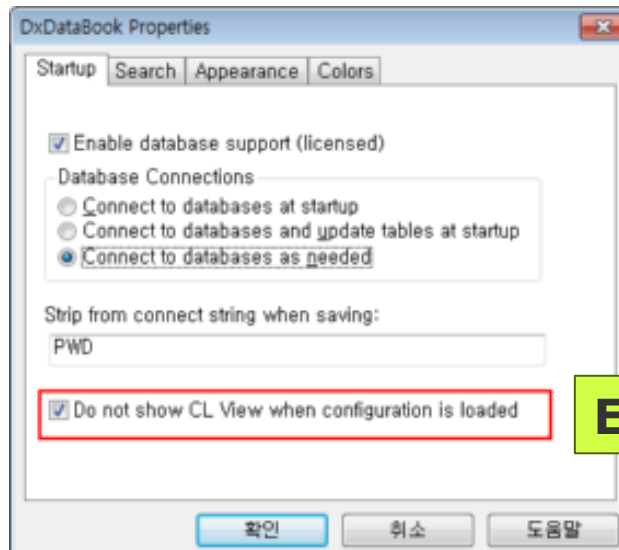 DxDataBook Properties
Startup Search Appearance Colors
Enable database support (licensed)
Database Connections
Connect to databases at startup
Connect to databases and update tables at startup
Connect to databases as needed
Strip from connect string when saving:
PWD
Do not show CL View when configuration is loaded
E
확인 취소 도움말